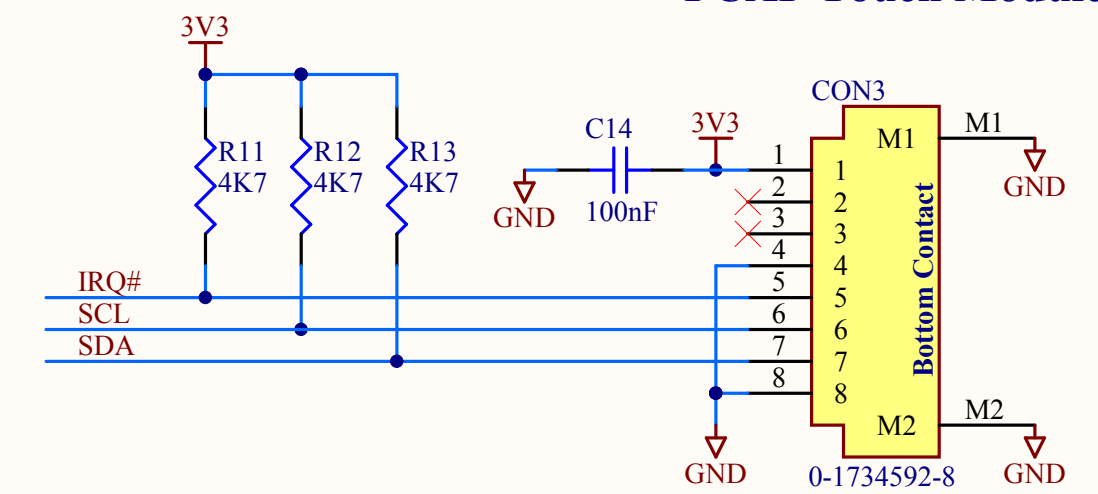 3V3
R11
4K7
R12
4K7
R13
4K7
IRQ#
SCL
SDA
C14
100nF
GND
3V3
CON3
1
2
3
4
5
6
7
8
1
2
3
4
5
6
7
8
M1
M2
Bottom Contact
M1
GND
M2
GND
GND
0-1734592-8